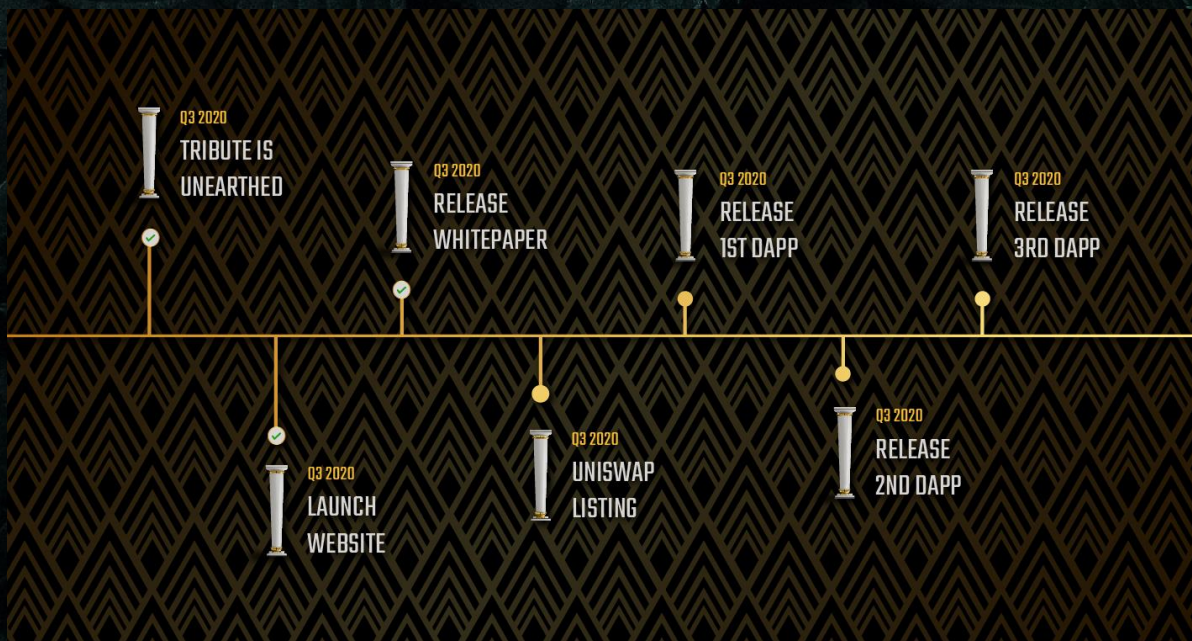 Q3 2020
TRIBUTE IS
UNEARTHED
Q3 2020
LAUNCH
WEBSITE
Q3 2020
RELEASE
WHITEPAPER
Q3 2020
UNISWAP
LISTING
Q3 2020
RELEASE
1ST DAPP
Q3 2020
RELEASE
2ND DAPP
Q3 2020
RELEASE
3RD DAPP